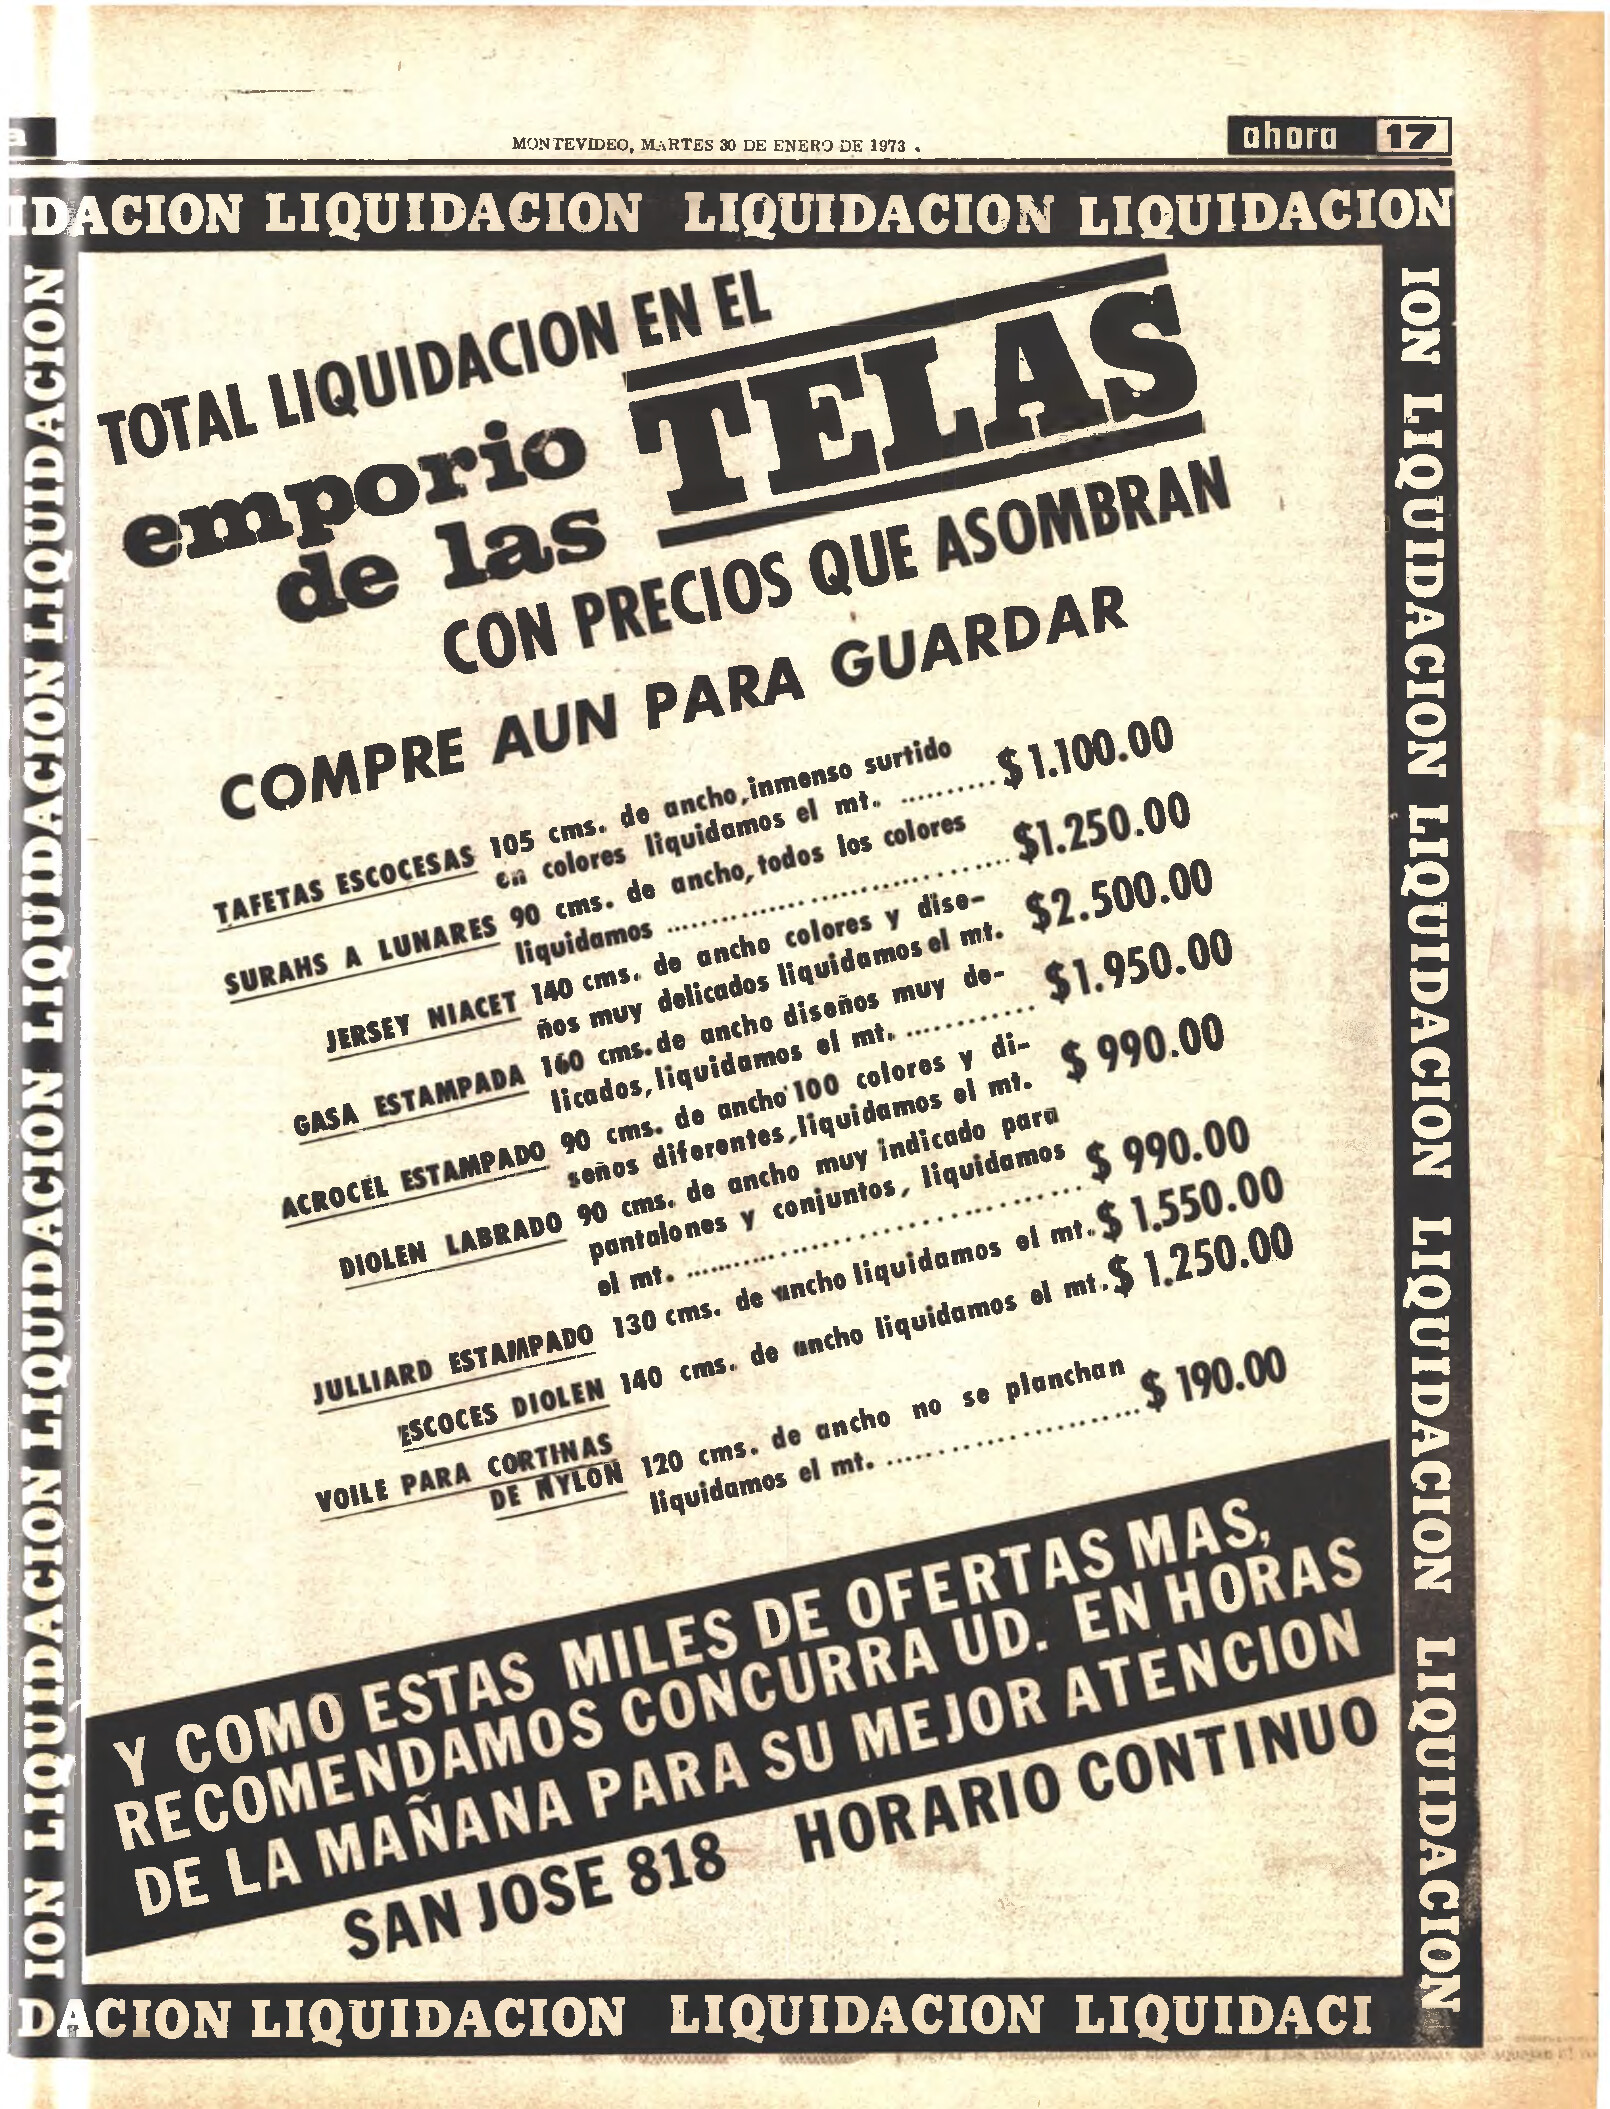 MONTEVIDEO, MARTES 30 DE ENERO DE 1973 .
ahora 17
IDACION LIQUIDACION LIQUIDACION LIQUIDACION
ION LIQUIDACION LIQUIDACION LIQUIDACION LIQUIDACION
TOTAL LIQUIDACION EN EL
emporio
de las
TELAS
CON PRECIOS QUE ASOMBRAN
COMPRE AUN PARA GUARDAR
TAFETAS ESCOCESAS 105 cms. de ancho, inmenso surtido
en colores liquidamos el mt. .......... $ 1.100.00
SURAHS A LUNARES 90 cms. de ancho, todos los colores
liquidamos .................................... $1.250.00
JERSEY NIACET 140 cms. de ancho colores y dise-
ños muy delicados liquidamos el mt. $2.500.00
GASA ESTAMPADA 160 cms. de ancho diseños muy de-
licados, liquidamos el mt. .............. $1.950.00
ACROCEL ESTAMPADO 90 cms. de ancho 100 colores y di-
seños diferentes, liquidamos el mt. $ 990.00
DIOLEN LABRADO 90 cms. de ancho muy indicado para
pantalones y conjuntos, liquidamos
el mt. ........................................ $ 990.00
JULLIARD ESTAMPADO 130 cms. de ancho liquidamos el mt. $ 1.550.00
ESCOCES DIOLEN 140 cms. de ancho liquidamos el mt. $ 1.250.00
VOILE PARA CORTINAS
DE NYLON 120 cms. de ancho no se planchan
liquidamos el mt. ........................ $ 190.00
Y COMO ESTAS MILES DE OFERTAS MAS,
RECOMENDAMOS CONCURRA UD. EN HORAS
DE LA MAÑANA PARA SU MEJOR ATENCION
SAN JOSE 818 HORARIO CONTINUO
ION LIQUIDACION LIQUIDACION LIQUIDACION LIQUIDACION
DACION LIQUIDACION LIQUIDACION LIQUIDACI